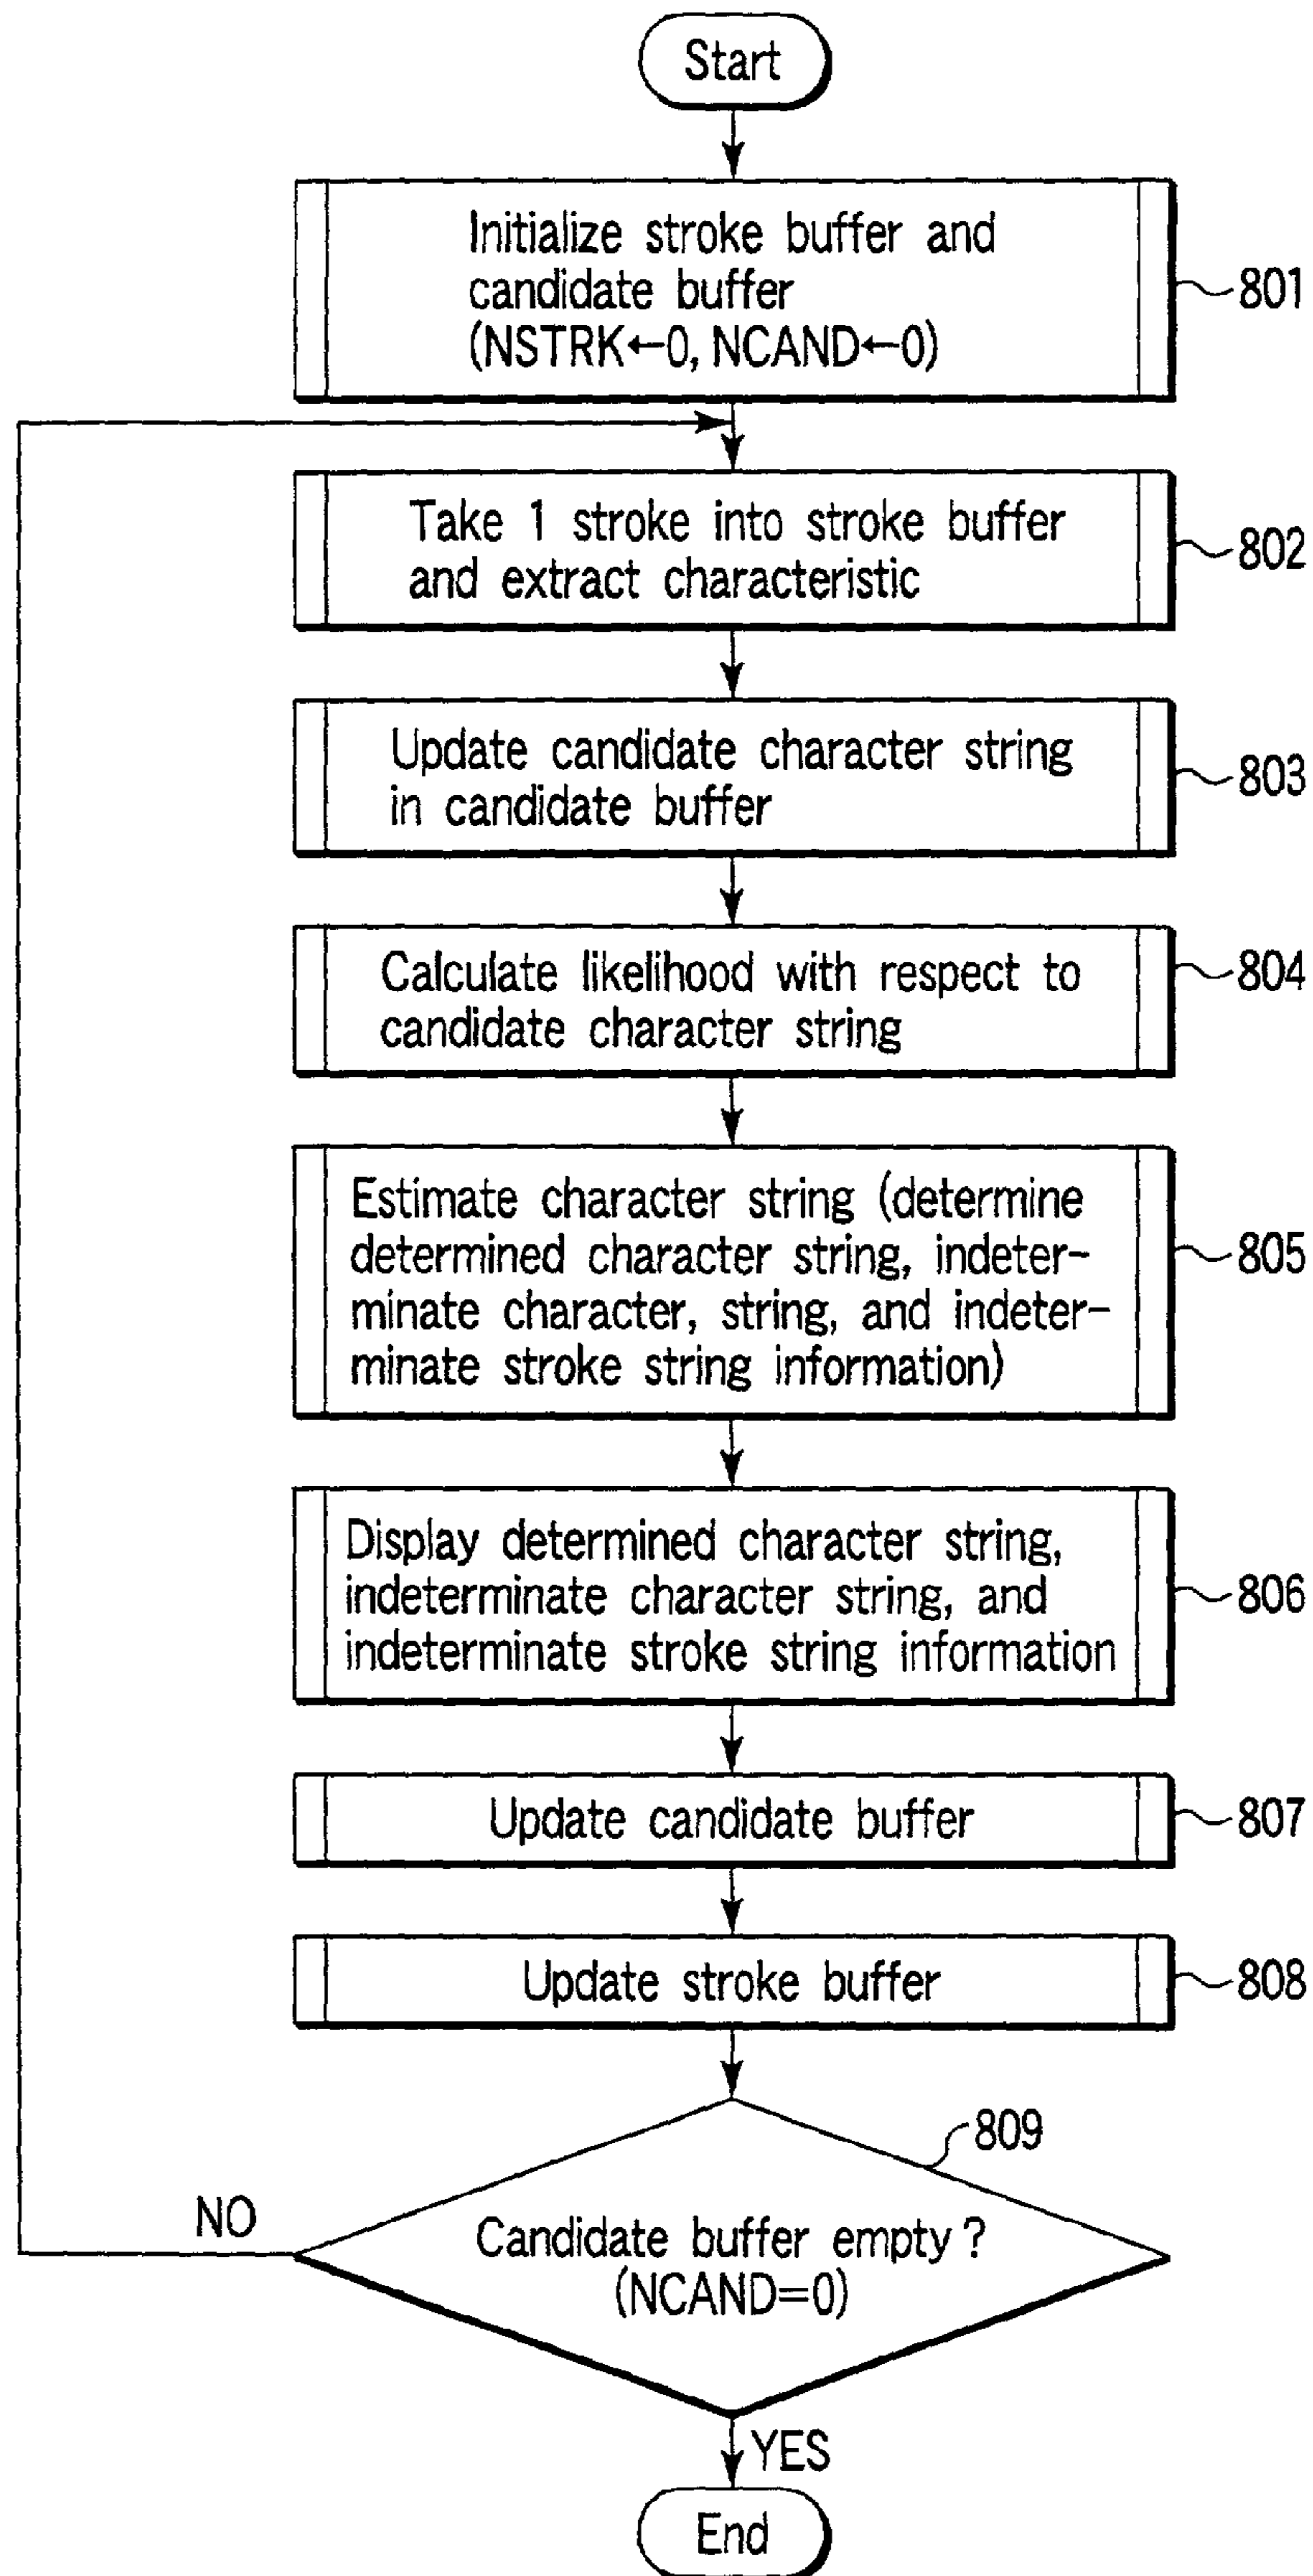 Start
Initialize stroke buffer and
candidate buffer
(NSTRK←0, NCAND←0)
801
Take 1 stroke into stroke buffer
and extract characteristic
802
Update candidate character string
in candidate buffer
803
Calculate likelihood with respect to
candidate character string
804
Estimate character string (determine
determined character string, indeter-
minate character, string, and indeter-
minate stroke string information)
805
Display determined character string,
indeterminate character string, and
indeterminate stroke string information
806
Update candidate buffer
807
Update stroke buffer
808
809
NO
Candidate buffer empty?
(NCAND=0)
YES
End